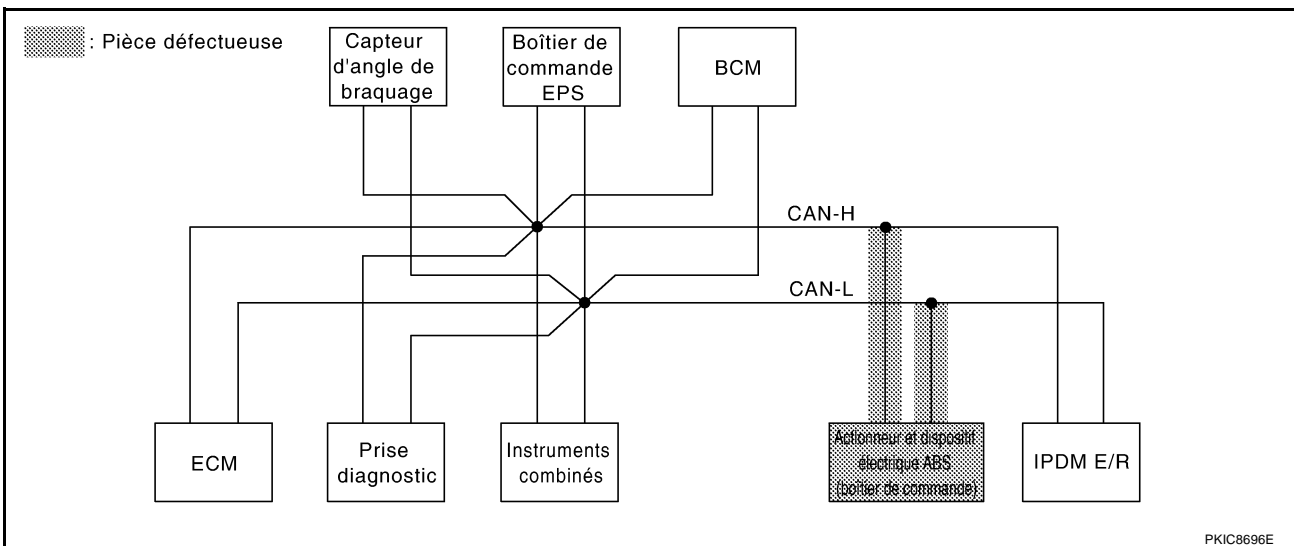 : Pièce défectueuse
Capteur
d'angle de
braquage
Boîtier de
commande
EPS
BCM
CAN-H
CAN-L
ECM
Prise
diagnostic
Instruments
combinés
Actionneur et dispositif
électrique ABS
(boîtier de commande)
IPDM E/R
PKIC8696E